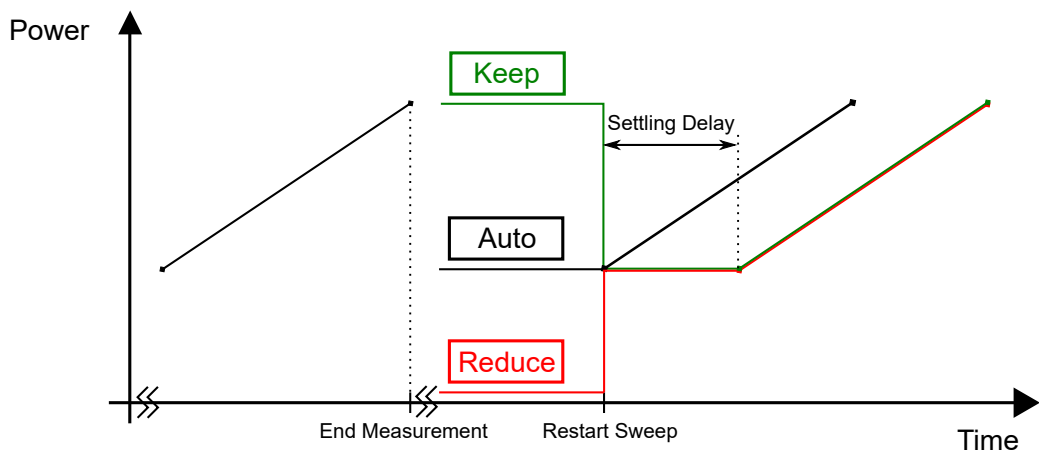 Power
Keep
Settling Delay
Auto
Reduce
End Measurement
Restart Sweep
Time